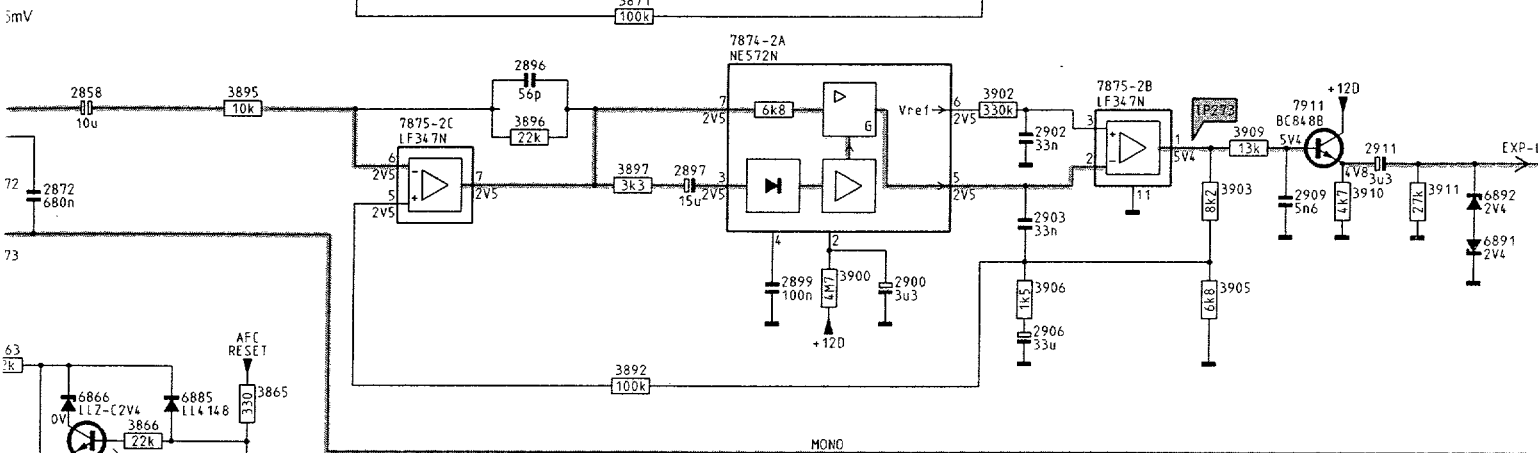 3871
100k
7874-2A
NE572N
2858
10u
3895
10k
2896
56p
3896
22k
7
2V5
6k8
G
Vref
6
2V5
3902
330k
2902
33n
7875-2B
LF347N
3
2
1
5V4
11
3909
13k
7911
BC848B
+12D
5V4
2911
3u3
4V8
7875-2C
LF347N
6
2V5
5
2V5
7
2V5
3897
3k3
2897
15u
3
2V5
5
2V5
2872
680n
72
73
2903
33n
8k2
3903
2909
5n6
4k7
3910
27k
3911
6892
2V4
6891
2V4
4
2
2899
100n
4M7
3900
+12D
2900
3u3
1k5
3906
2906
33u
6k8
3905
3892
100k
63
AFC
RESET
330
3865
6866
LLZ-C2V4
6885
LL4148
0V
3866
22k
MONO